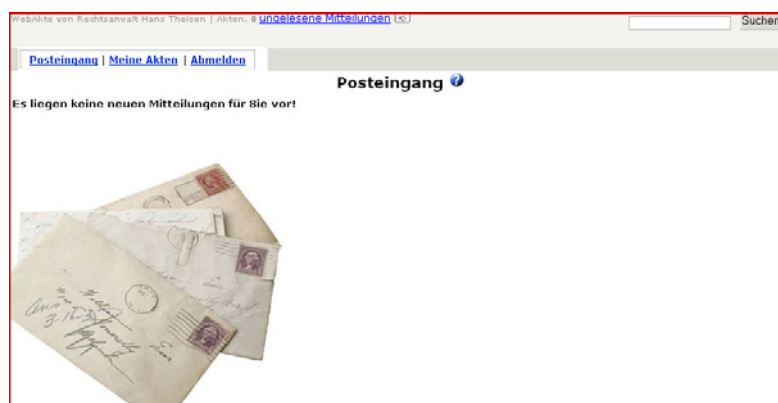 WebAkte von Rechtsanwalt Hans Theisen | Akten. 0 ungelesene Mitteilungen
Suchen
Posteingang | Meine Akten | Abmelden
Posteingang ?
Es liegen keine neuen Mitteilungen für Sie vor!